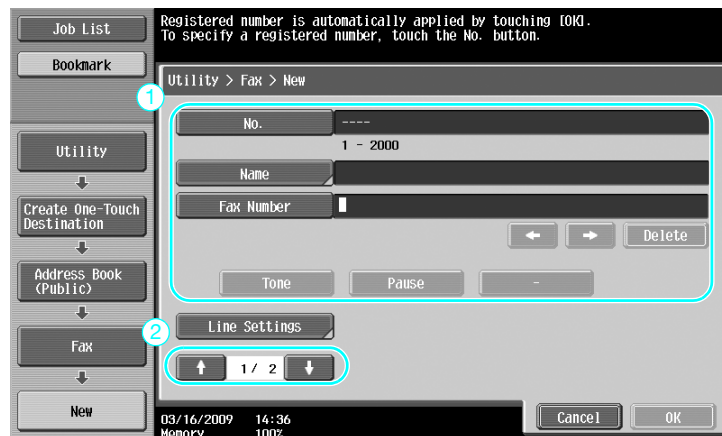 Job List
Bookmark
Registered number is automatically applied by touching [OK].
To specify a registered number, touch the No. button.
Utility > Fax > New
1
No.
----
1 - 2000
Name
Fax Number
Delete
Tone
Pause
-
2
Line Settings
1/ 2
Utility
Create One-Touch
Destination
Address Book
(Public)
Fax
New
03/16/2009 14:36
Memory 100%
Cancel
OK